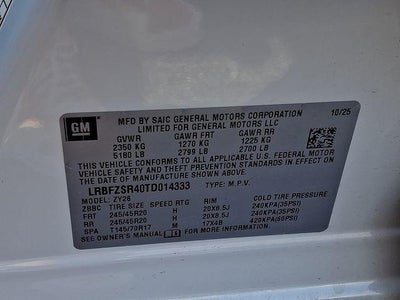 GM
MFD BY SAIC GENERAL MOTORS CORPORATION 10/25
LIMITED FOR GENERAL MOTORS LLC
GVWR GAWR FRT GAWR RR
2350 KG 1270 KG 1225 KG
5180 LB 2799 LB 2700 LB
THIS VEHICLE CONFORMS TO ALL APPLICABLE U.S. FEDERAL MOTOR
VEHICLE SAFETY AND THEFT PREVENTION STANDARDS IN EFFECT ON
THE DATE OF MANUFACTURE SHOWN ABOVE.
LRBFZSR40TD014333 TYPE: M.P.V.
MODEL: ZY26
ZBBC TIRE SIZE SPEED RTG RIM COLD TIRE PRESSURE
FRT 245/45R20 H 20X8.5J 240KPA(35PSI)
RR 245/45R20 H 20X8.5J 240KPA(35PSI)
SPA T145/70R17 M 17X4B 420KPA(60PSI)
SEE OWNER'S MANUAL FOR MORE INFORMATION.